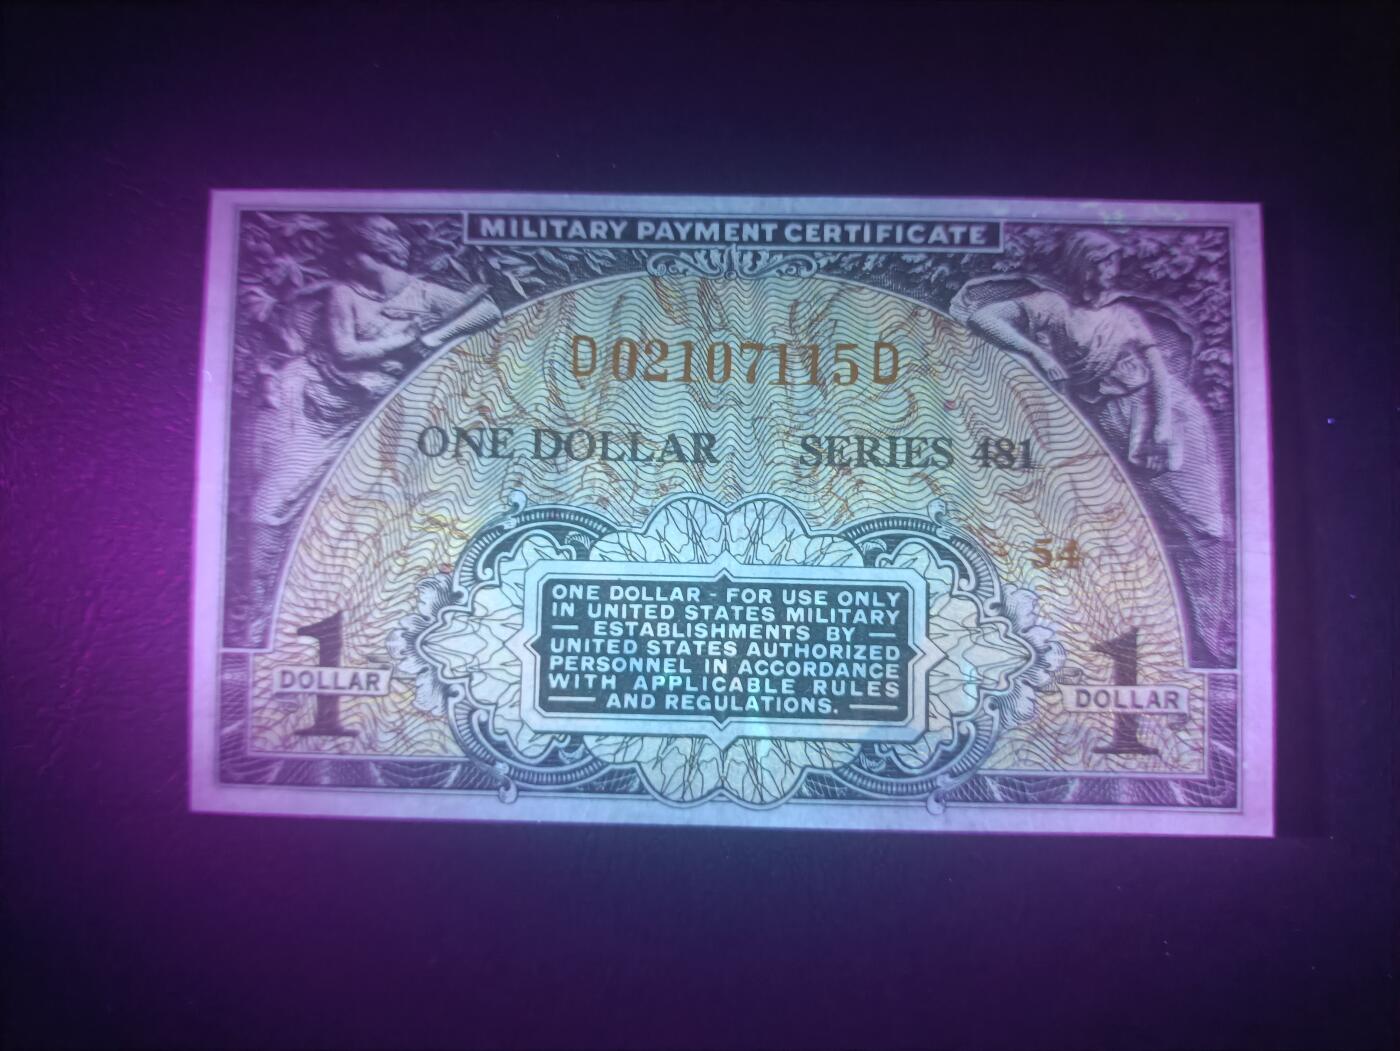 MILITARY PAYMENT CERTIFICATE
D02107115D
ONE DOLLAR SERIES 481
54
ONE DOLLAR - FOR USE ONLY
IN UNITED STATES MILITARY
— ESTABLISHMENTS BY —
UNITED STATES AUTHORIZED
PERSONNEL IN ACCORDANCE
WITH APPLICABLE RULES
— AND REGULATIONS. —
1 DOLLAR
1 DOLLAR